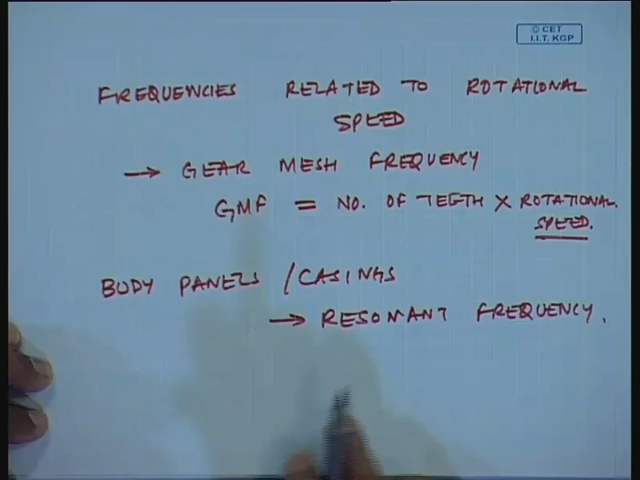 © CET
I.I.T. KGP
FREQUENCIES RELATED TO ROTATIONAL
SPEED
→ GEAR MESH FREQUENCY
GMF = NO. OF TEETH X ROTATIONAL
SPEED.
BODY PANELS / CASINGS
→ RESONANT FREQUENCY.